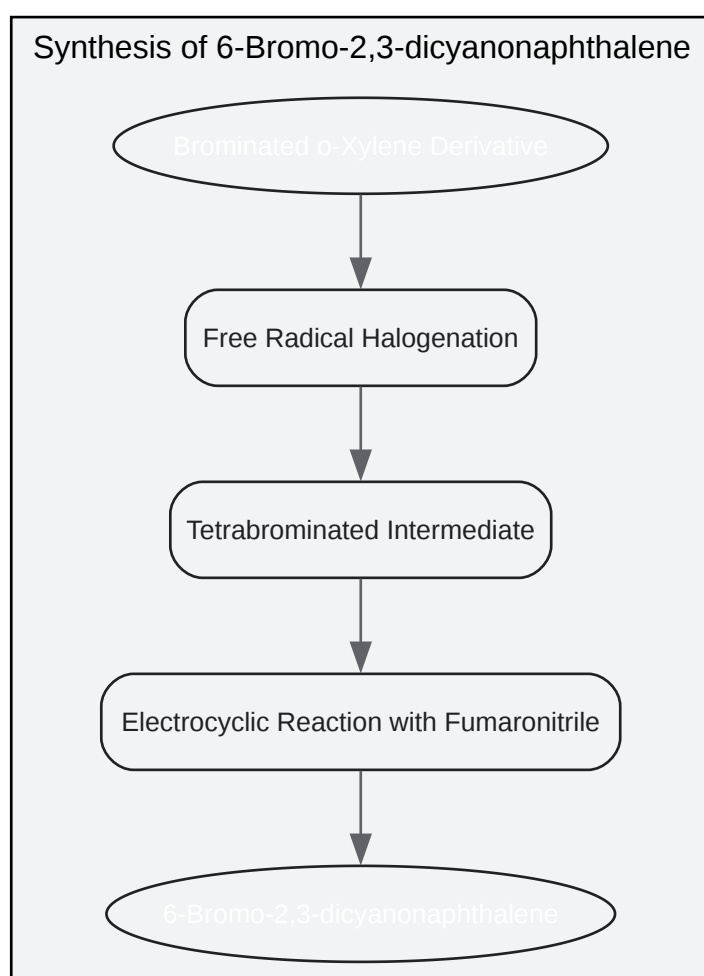 Synthesis of 6-Bromo-2,3-dicyanonaphthalene
Brominated o-Xylene Derivative
Free Radical Halogenation
Tetrabrominated Intermediate
Electrocyclic Reaction with Fumaronitrile
6-Bromo-2,3-dicyanonaphthalene